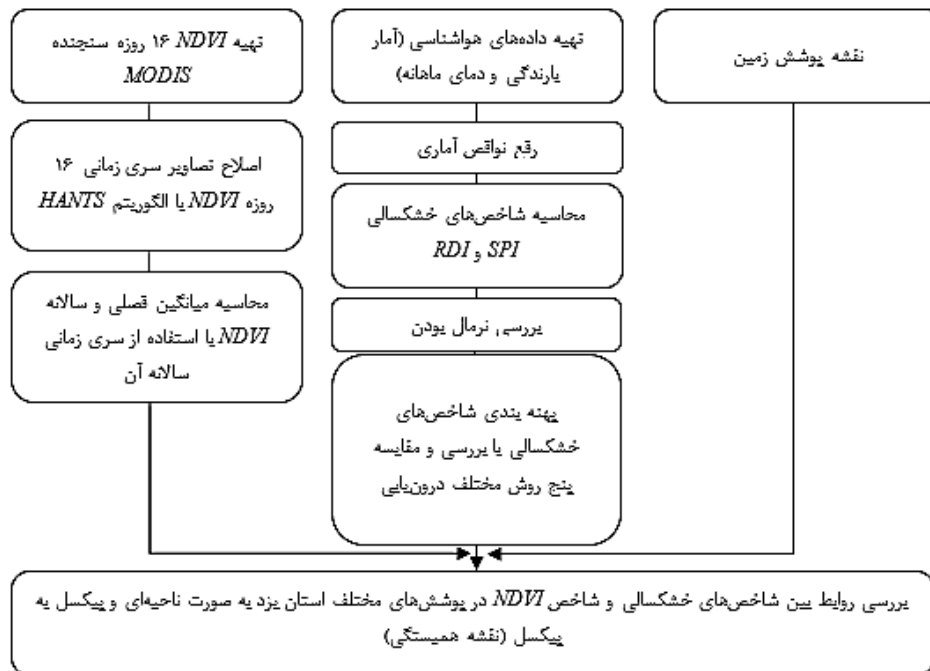 تهیه NDVI ۱۶ روزه سنجنده
MODIS
اصلاح تصاویر سری زمانی ۱۶
روزه NDVI با الگوریتم HANTS
محاسبه میانگین فصلی و سالانه
NDVI با استفاده از سری زمانی
سالانه آن
تهیه داده‌های هواشناسی (آمار
بارندگی و دمای ماهانه)
رفع نواقص آماری
محاسبه شاخص‌های خشکسالی
SPI و RDI
بررسی نرمال بودن
پهنه بندی شاخص‌های
خشکسالی با بررسی و مقایسه
پنج روش مختلف درون‌یابی
نقشه پوشش زمین
بررسی روابط بین شاخص‌های خشکسالی و شاخص NDVI در پوشش‌های مختلف استان یزد به صورت ناحیه‌ای و پیکسل به
پیکسل (نقشه همبستگی)